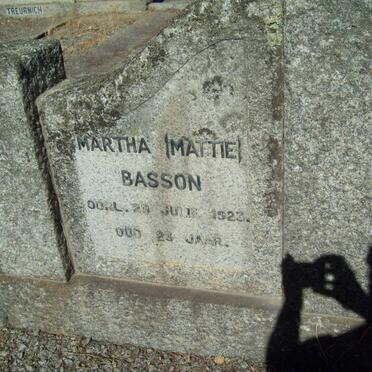 TREURNICH
MARTHA (MATTIE)
BASSON
OORL. 29 JULIE 1923.
OUD 23 JAAR.